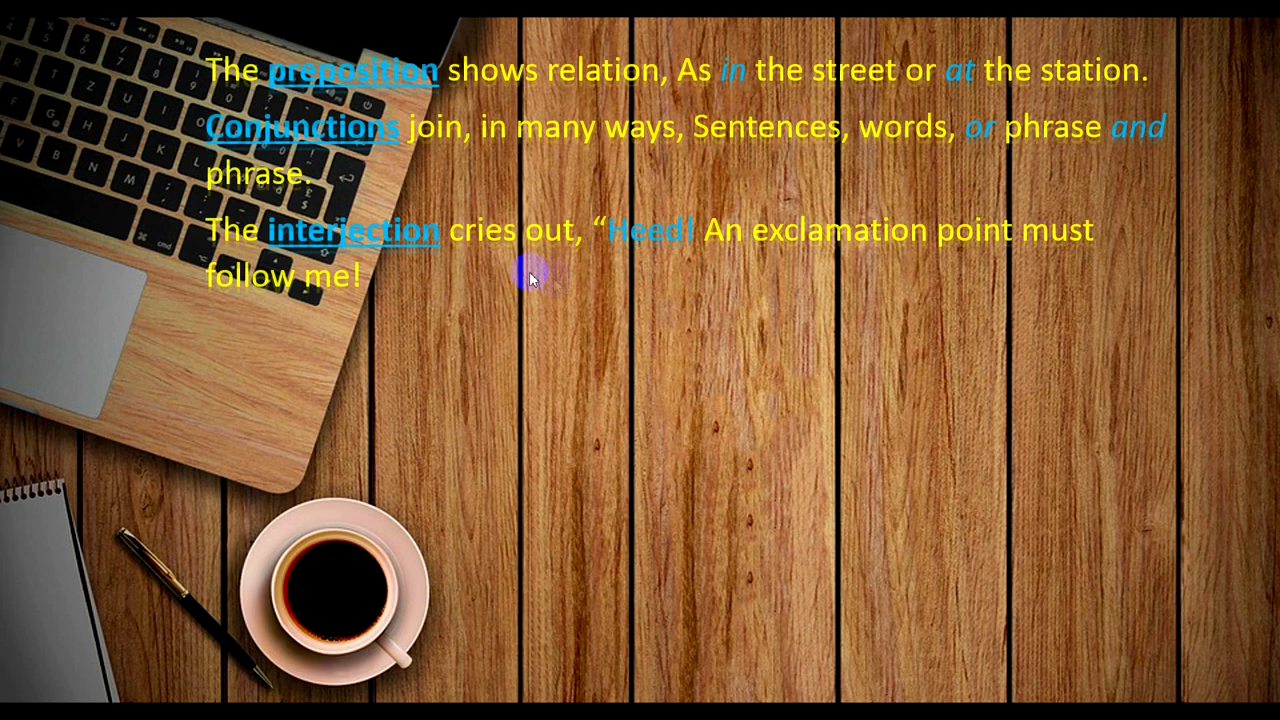 The preposition shows relation, As in the street or at the station.
Conjunctions join, in many ways, Sentences, words, or phrase and
phrase.
The interjection cries out, “Heed! An exclamation point must
follow me!